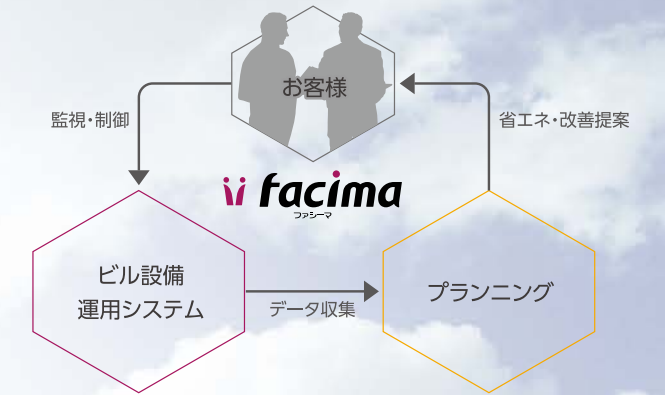 お客様
監視・制御
省エネ・改善提案
facima
ファシーマ
ビル設備
運用システム
データ収集
プランニング